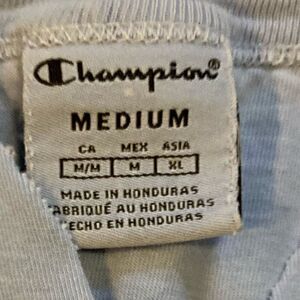 Champion®
MEDIUM
CA MEX ASIA
M/M M XL
MADE IN HONDURAS
FABRIQUÉ AU HONDURAS
HECHO EN HONDURAS